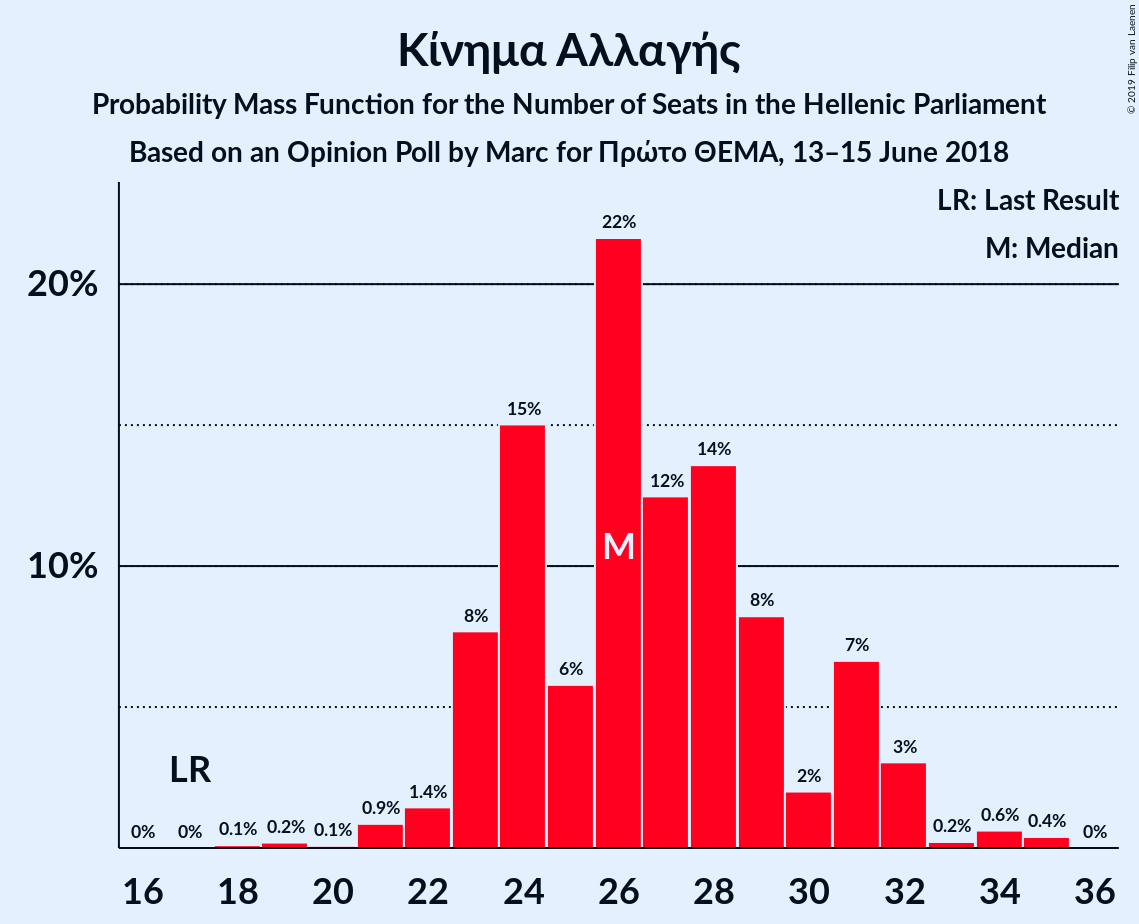 Κίνημα Αλλαγής
Probability Mass Function for the Number of Seats in the Hellenic Parliament
Based on an Opinion Poll by Marc for Πρώτο ΘΕΜΑ, 13–15 June 2018
© 2019 Filip van Laenen
LR: Last Result
M: Median
20%
10%
22%
15%
14%
12%
M
8%
8%
6%
7%
LR
3%
2%
0%
0%
0.1%
0.2%
0.1%
0.9%
1.4%
0.2%
0.6%
0.4%
0%
16 18 20 22 24 26 28 30 32 34 36